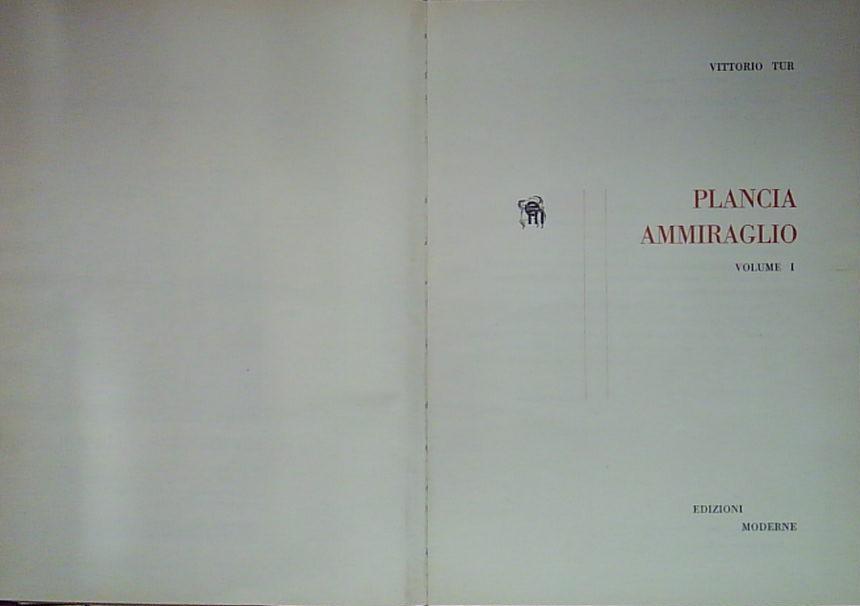 VITTORIO TUR
PLANCIA
AMMIRAGLIO
VOLUME I
EDIZIONI
MODERNE